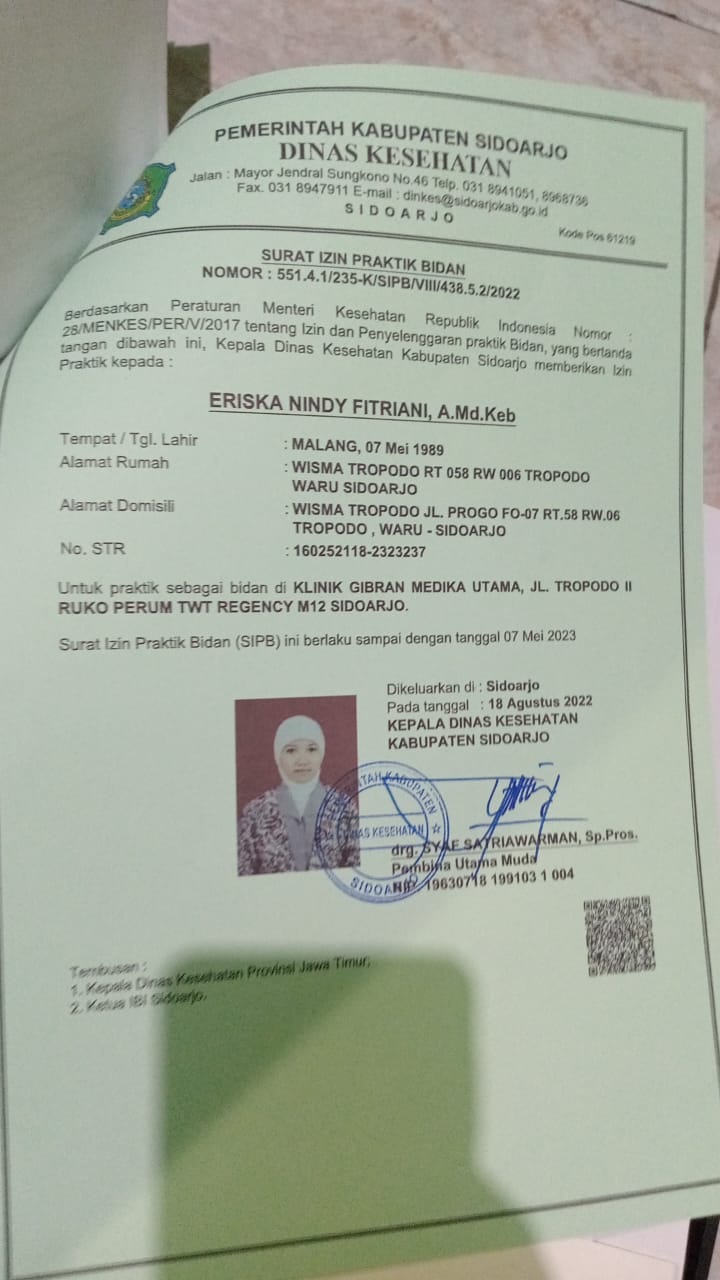 PEMERINTAH KABUPATEN SIDOARJO
DINAS KESEHATAN
Jalan : Mayor Jendral Sungkono No.46 Telp. 031 8941051, 8968736
Fax. 031 8947911 E-mail : dinkes@sidoarjokab.go.id
S I D O A R J O
Kode Pos 61219
SURAT IZIN PRAKTIK BIDAN
NOMOR : 551.4.1/235-K/SIPB/VIII/438.5.2/2022
Berdasarkan Peraturan Menteri Kesehatan Republik Indonesia Nomor :
28/MENKES/PER/V/2017 tentang Izin dan Penyelenggaran praktik Bidan, yang bertanda
tangan dibawah ini, Kepala Dinas Kesehatan Kabupaten Sidoarjo memberikan Izin
Praktik kepada :
ERISKA NINDY FITRIANI, A.Md.Keb
Tempat / Tgl. Lahir : MALANG, 07 Mei 1989
Alamat Rumah : WISMA TROPODO RT 058 RW 006 TROPODO
WARU SIDOARJO
Alamat Domisili : WISMA TROPODO JL. PROGO FO-07 RT.58 RW.06
TROPODO , WARU - SIDOARJO
No. STR : 160252118-2323237
Untuk praktik sebagai bidan di KLINIK GIBRAN MEDIKA UTAMA, JL. TROPODO II
RUKO PERUM TWT REGENCY M12 SIDOARJO.
Surat Izin Praktik Bidan (SIPB) ini berlaku sampai dengan tanggal 07 Mei 2023
Dikeluarkan di : Sidoarjo
Pada tanggal : 18 Agustus 2022
KEPALA DINAS KESEHATAN
KABUPATEN SIDOARJO
PEMERINTAH KABUPATEN
DINAS KESEHATAN
SIDOARJO
drg. SYAF SATRIAWARMAN, Sp.Pros.
Pembina Utama Muda
NIP. 19630718 199103 1 004
Tembusan :
1. Kepala Dinas Kesehatan Provinsi Jawa Timur;
2. Ketua IBI Sidoarjo.